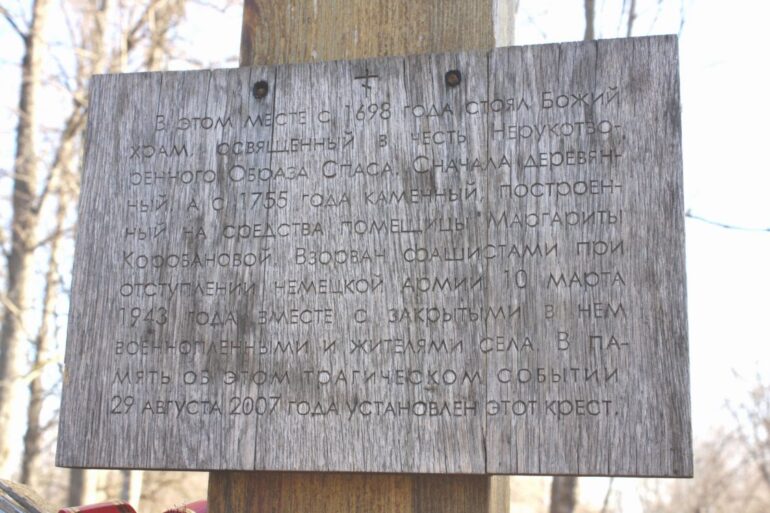 В этом месте с 1698 года стоял Божий
храм, освященный в честь Нерукотво-
ренного Образа Спаса. Сначала деревян-
ный, а с 1755 года каменный, построен-
ный на средства помещицы Маргариты
Коробановой. Взорван фашистами при
отступлении немецкой армии 10 марта
1943 года вместе с закрытыми в нем
военнопленными и жителями села. В па-
мять об этом трагическом событии
29 августа 2007 года установлен этот крест.